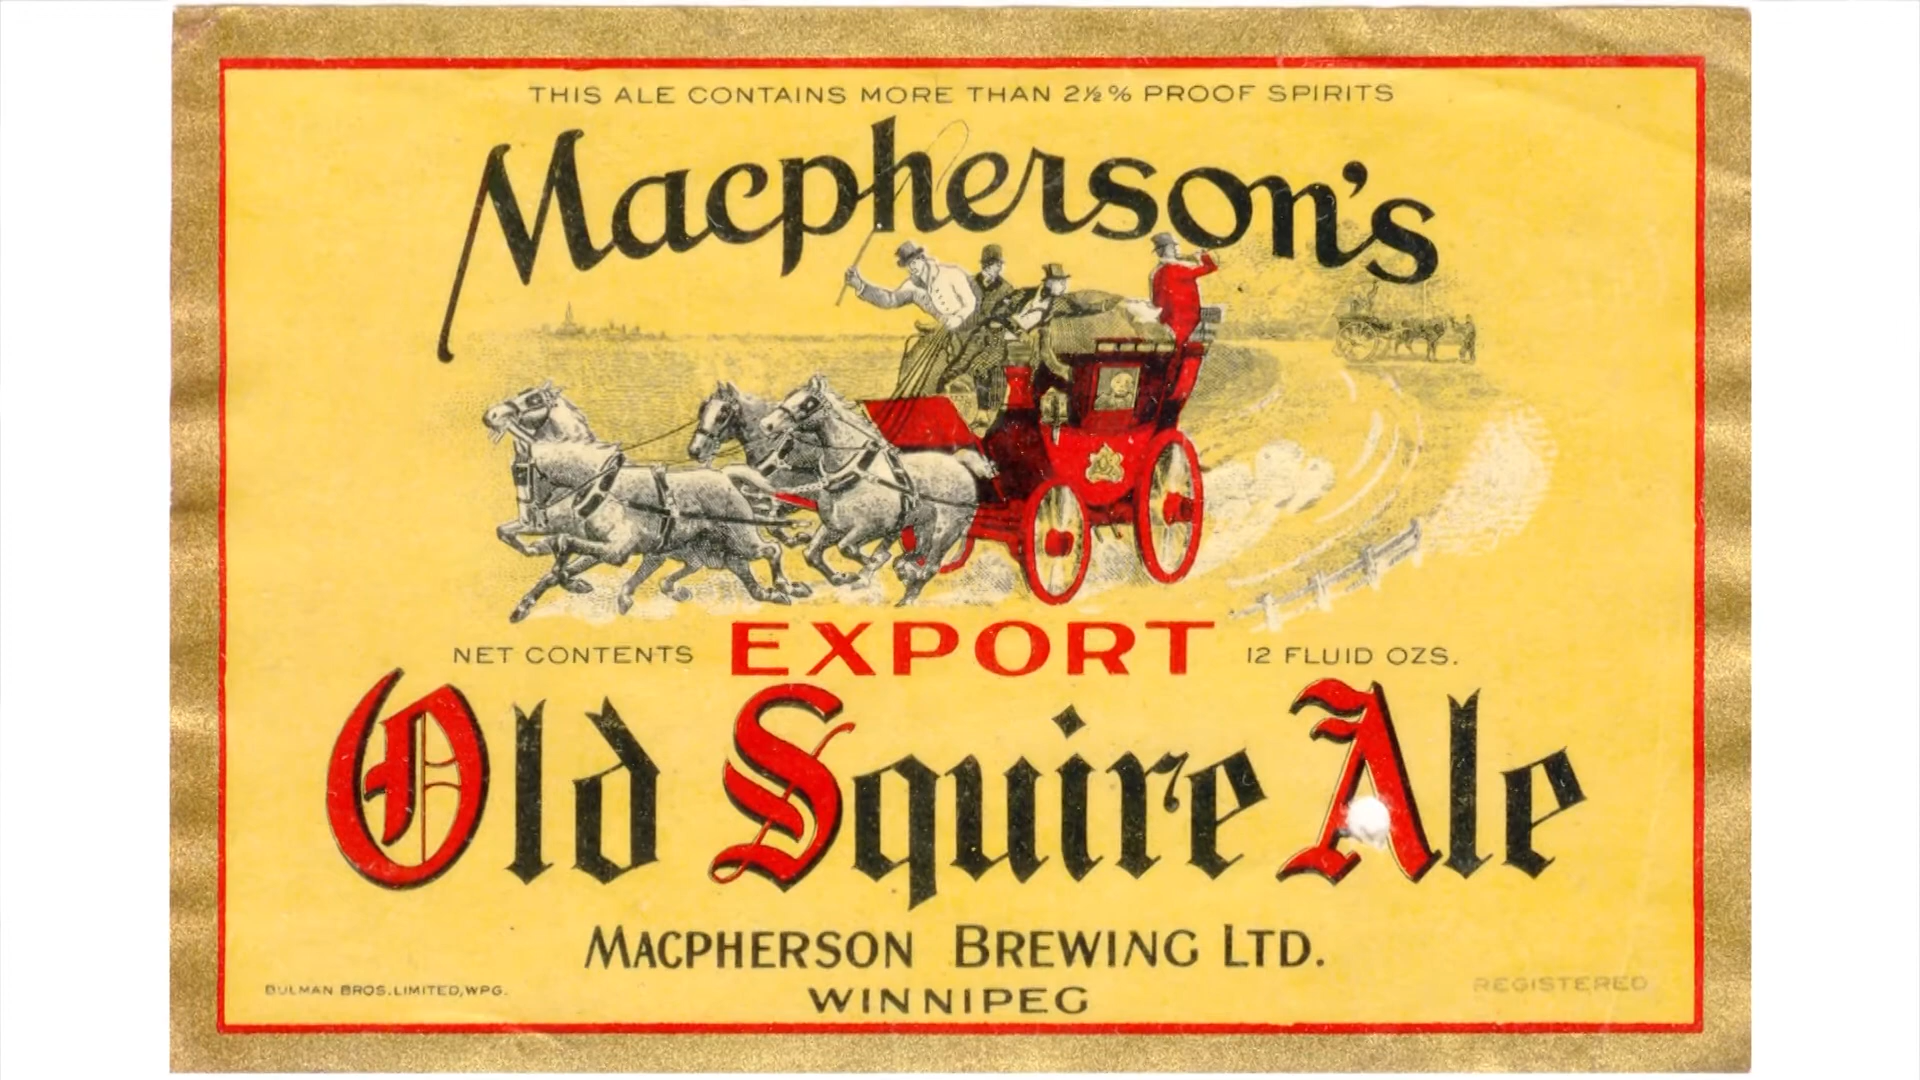 THIS ALE CONTAINS MORE THAN 2½% PROOF SPIRITS
Macpherson's
EXPORT
NET CONTENTS 12 FLUID OZS.
Old Squire Ale
MACPHERSON BREWING LTD.
WINNIPEG
BULMAN BROS. LIMITED, WPG.
REGISTERED